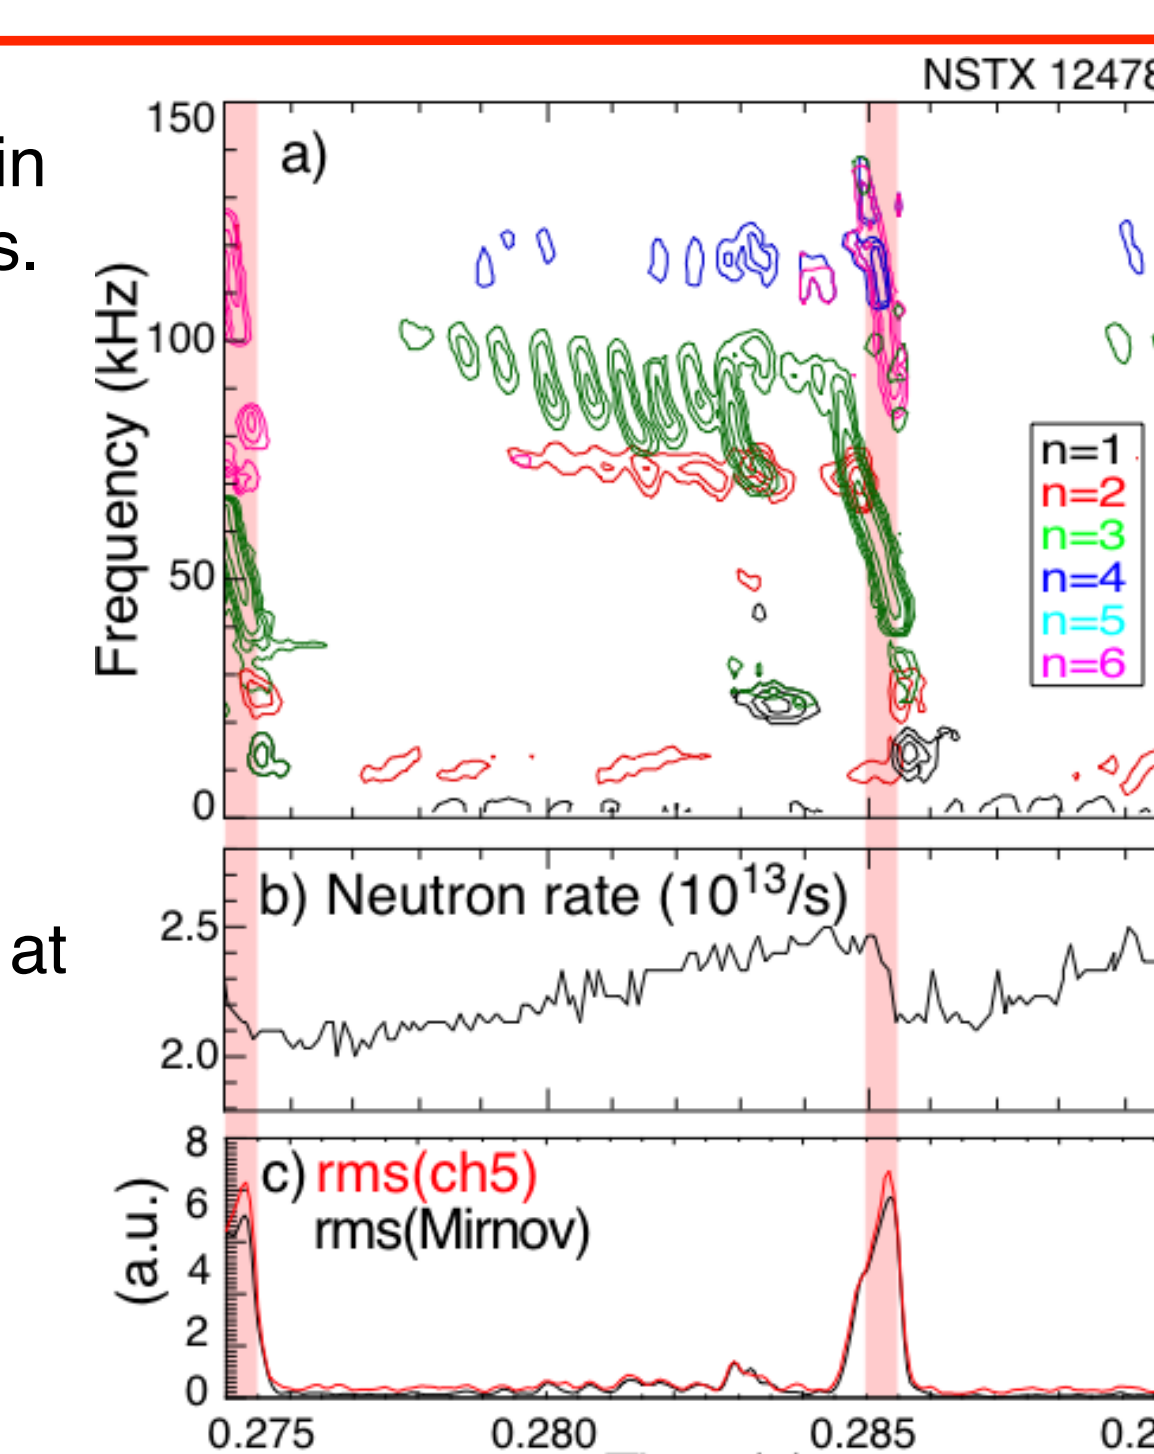 NSTX 12478
in
s.
150
a)
Frequency (kHz)
100
50
0
n=1
n=2
n=3
n=4
n=5
n=6
b) Neutron rate (10¹³/s)
at
2.5
2.0
8
c) rms(ch5)
rms(Mirnov)
(a.u.)
6
4
2
0
0.275 0.280 0.285 0.2